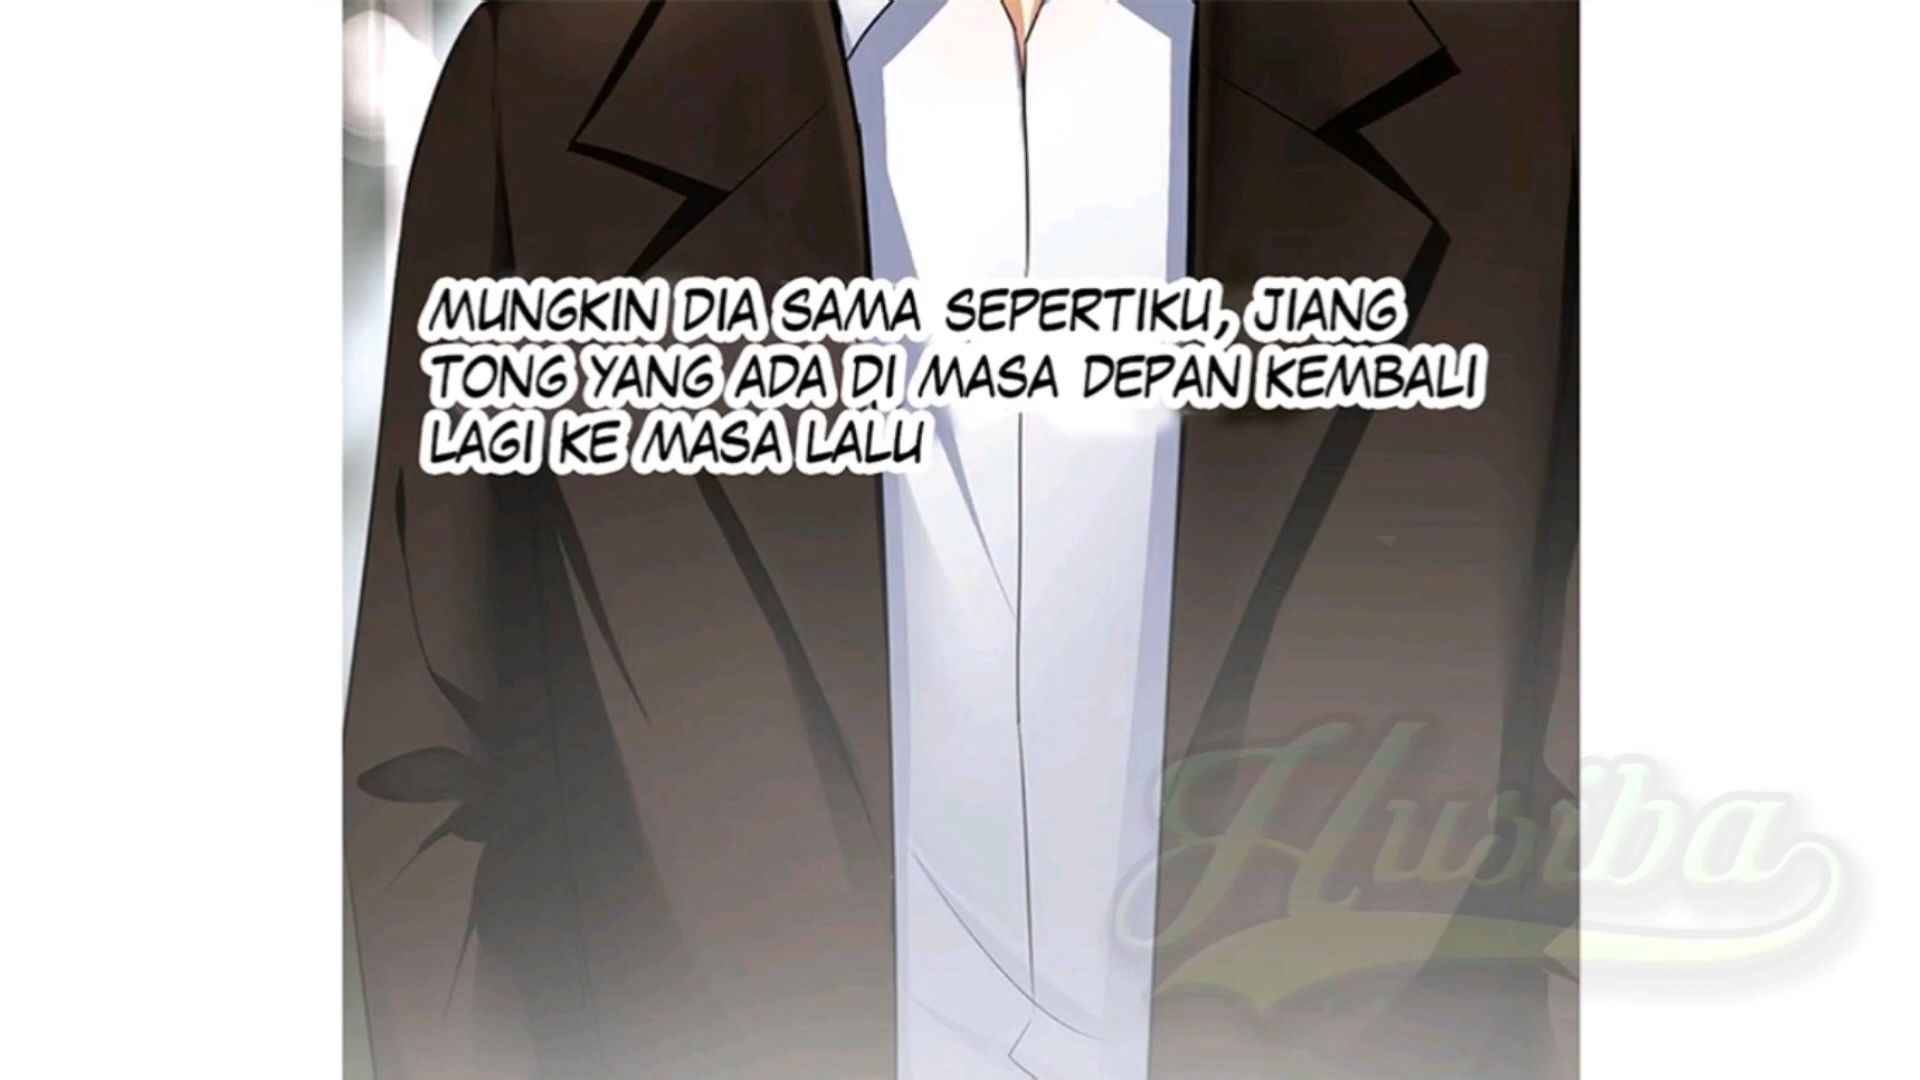 MUNGKIN DIA SAMA SEPERTIKU, JIANG
TONG YANG ADA DI MASA DEPAN KEMBALI
LAGI KE MASA LALU
Husiba